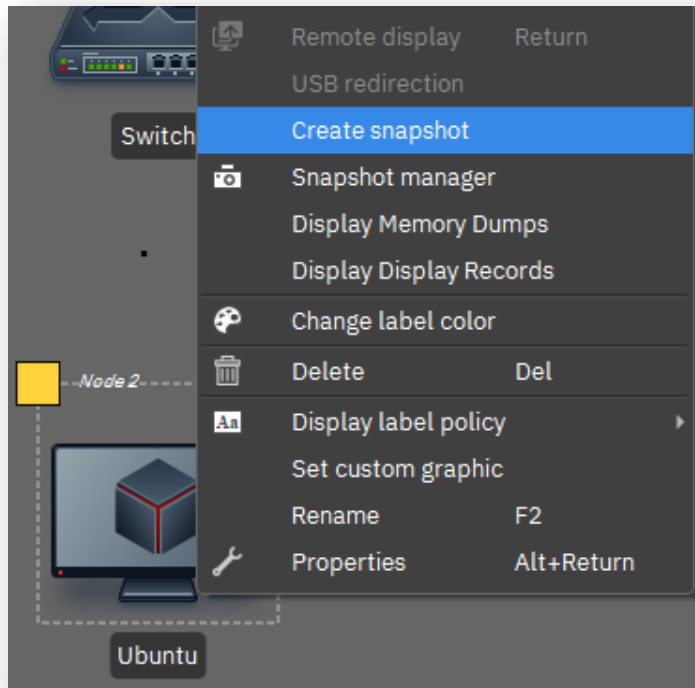 Remote display Return
USB redirection
Create snapshot
Switch
Snapshot manager
Display Memory Dumps
Display Display Records
Change label color
Delete Del
Node 2
Aa Display label policy
Set custom graphic
Rename F2
Properties Alt+Return
Ubuntu